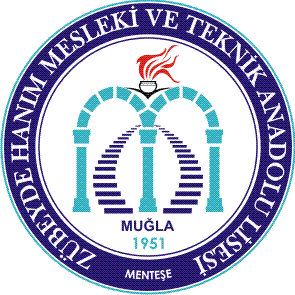 ZÜBEYDE HANIM MESLEKİ VE TEKNİK ANADOLU LİSESİ
MUĞLA
1951
MENTEŞE